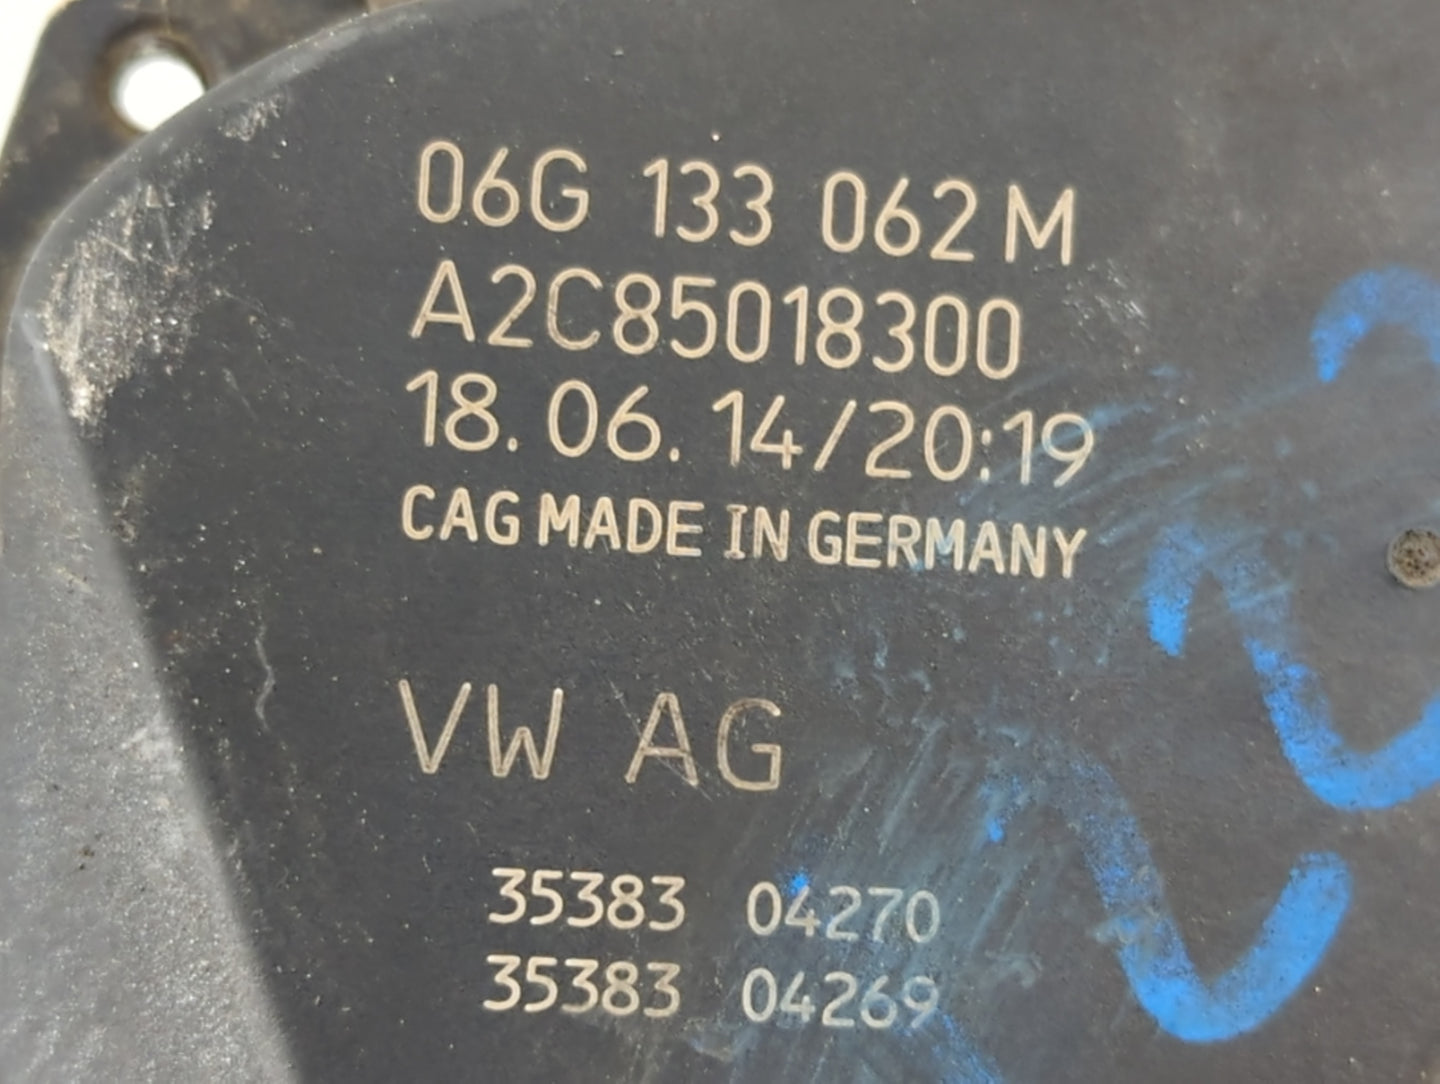 06G 133 062 M
A2C85018300
18.06.14/20:19
CAG MADE IN GERMANY
VW AG
35383 04270
35383 04269